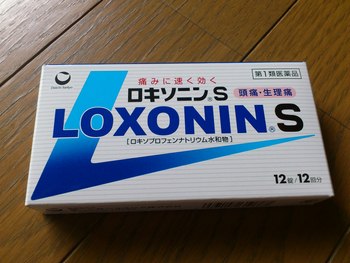 Daiichi-Sankyo
第1類医薬品
痛みに速く効く
ロキソニン®S
頭痛・生理痛
LOXONIN®S
[ロキソプロフェンナトリウム水和物]
12錠/12回分